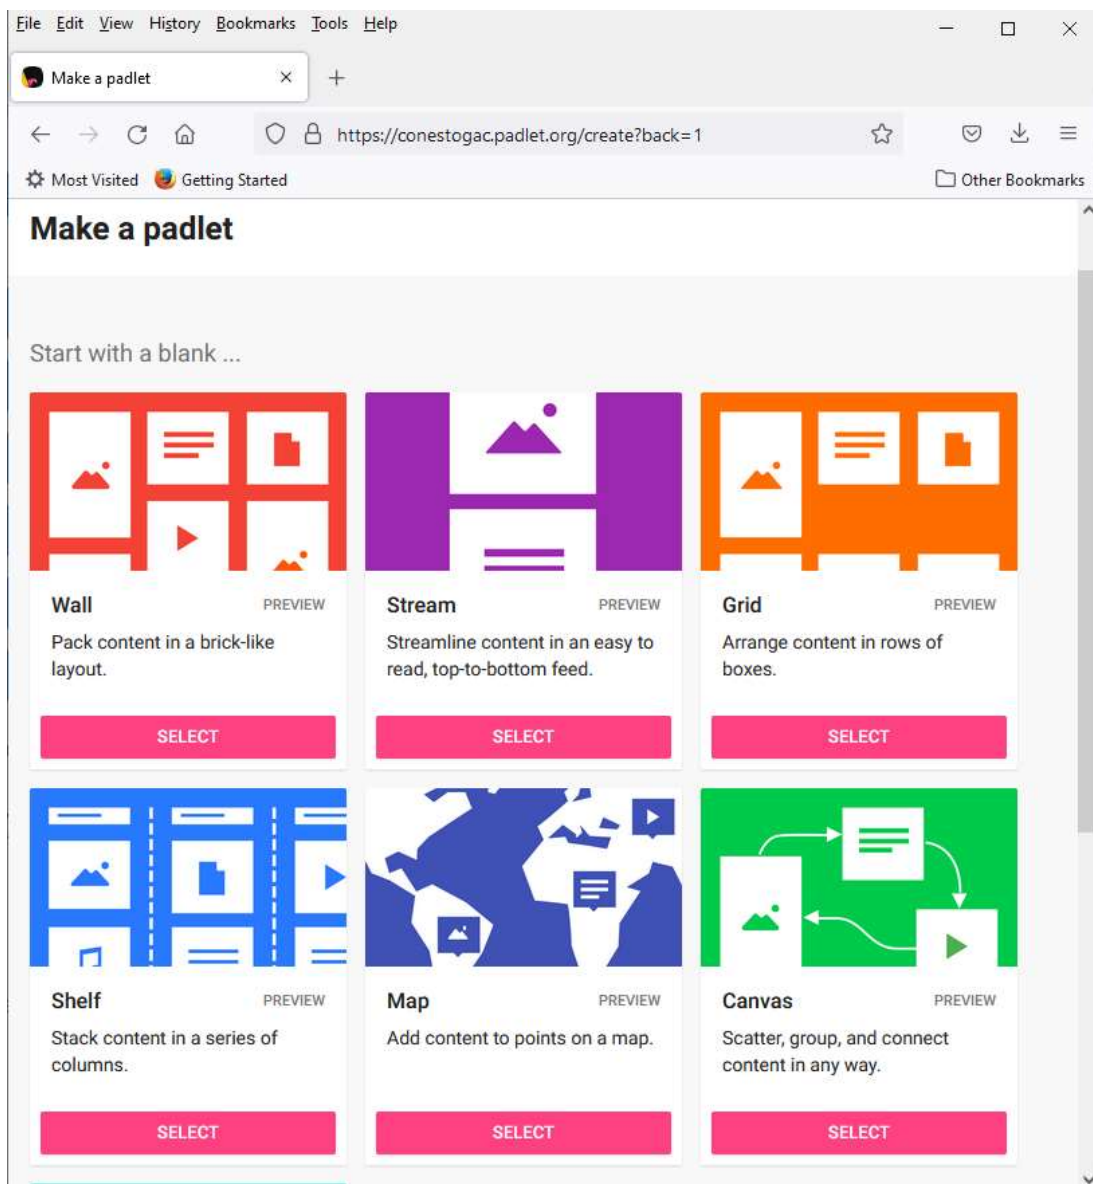 File Edit View History Bookmarks Tools Help
Make a padlet
https://conestogac.padlet.org/create?back=1
Most Visited Getting Started Other Bookmarks
Make a padlet
Start with a blank ...
Wall PREVIEW
Pack content in a brick-like
layout.
SELECT
Stream PREVIEW
Streamline content in an easy to
read, top-to-bottom feed.
SELECT
Grid PREVIEW
Arrange content in rows of
boxes.
SELECT
Shelf PREVIEW
Stack content in a series of
columns.
SELECT
Map PREVIEW
Add content to points on a map.
SELECT
Canvas PREVIEW
Scatter, group, and connect
content in any way.
SELECT